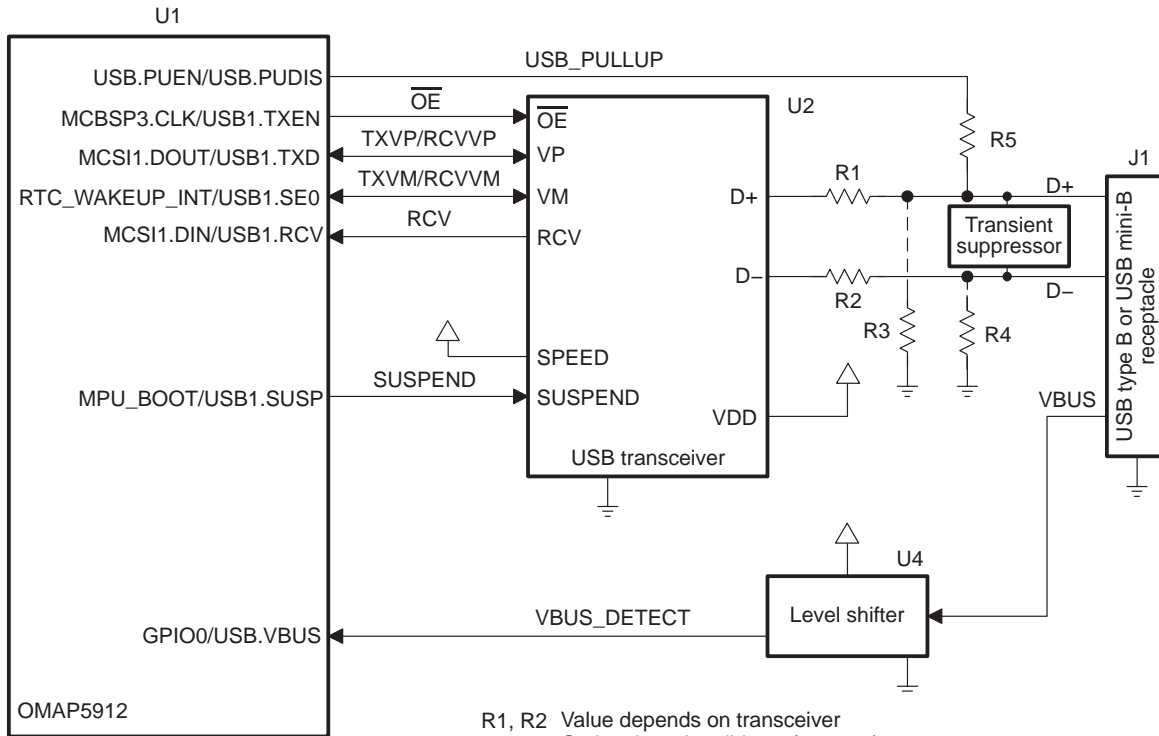 U1
USB.PUEN/USB.PUDIS
USB_PULLUP
MCBSP3.CLK/USB1.TXEN
OE
OE
U2
MCSI1.DOUT/USB1.TXD
TXVP/RCVVP
VP
R5
RTC_WAKEUP_INT/USB1.SE0
TXVM/RCVVM
VM
D+
R1
D+
J1
MCSI1.DIN/USB1.RCV
RCV
RCV
Transient
suppressor
D−
R2
D−
R3
R4
USB type B or USB mini-B
receptacle
SPEED
MPU_BOOT/USB1.SUSP
SUSPEND
SUSPEND
VDD
VBUS
USB transceiver
U4
Level shifter
GPIO0/USB.VBUS
VBUS_DETECT
OMAP5912
R1, R2 Value depends on transceiver